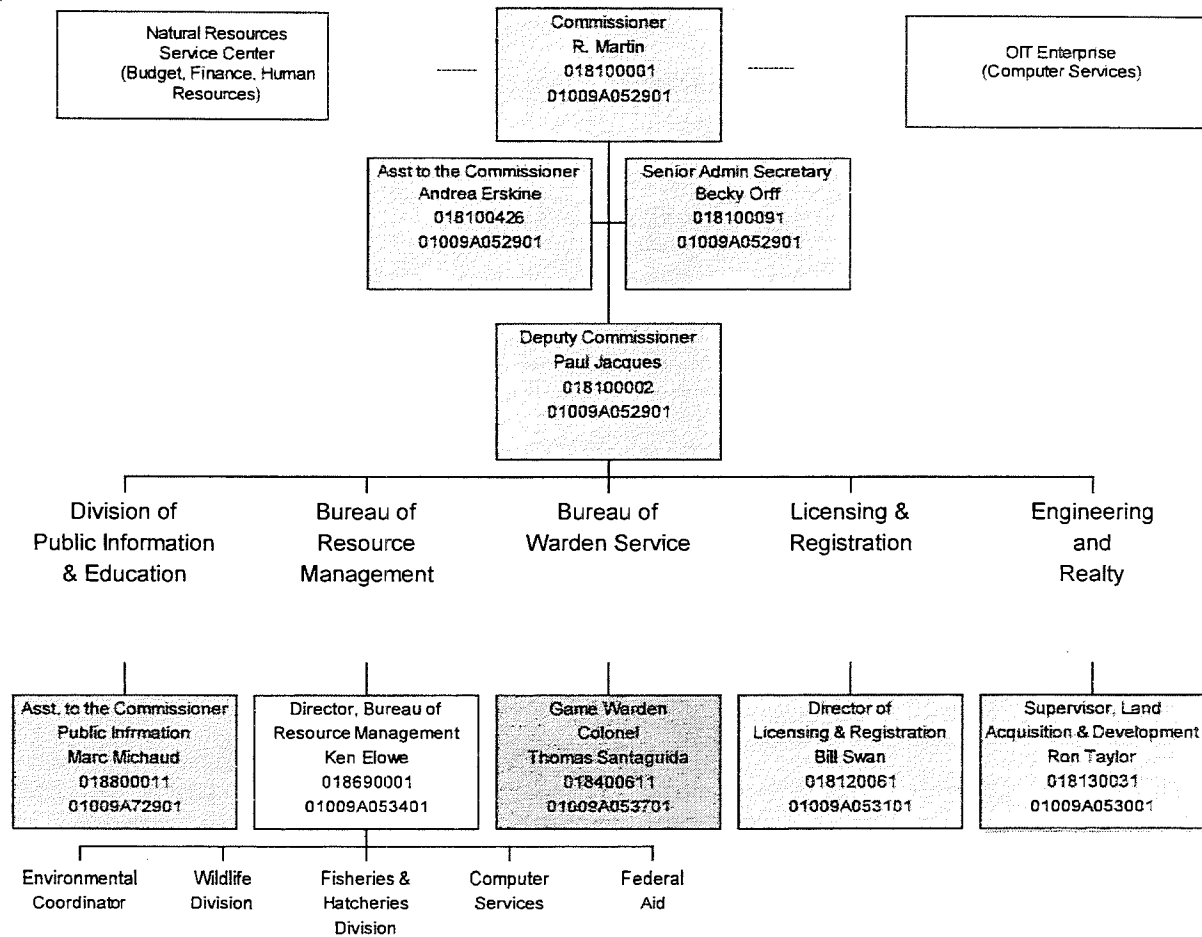 Natural Resources
Service Center
(Budget, Finance, Human
Resources)
Commissioner
R. Martin
018100001
01009A052901
OIT Enterprise
(Computer Services)
Asst to the Commissioner
Andrea Erskine
018100426
01009A052901
Senior Admin Secretary
Becky Orff
018100091
01009A052901
Deputy Commissioner
Paul Jacques
018100002
01009A052901
Division of
Public Information
& Education
Bureau of
Resource
Management
Bureau of
Warden Service
Licensing &
Registration
Engineering
and
Realty
Asst, to the Commissioner
Public Infrmation
Marc Michaud
018800011
01009A72901
Director, Bureau of
Resource Management
Ken Elowe
018690001
01009A053401
Game Warden
Colonel
Thomas Santaguida
018400611
01009A053701
Director of
Licensing & Registration
Bill Swan
018120061
01009A053101
Supervisor, Land
Acquisition & Development
Ron Taylor
018130031
01009A053001
Environmental
Coordinator
Wildlife
Division
Fisheries &
Hatcheries
Division
Computer
Services
Federal
Aid